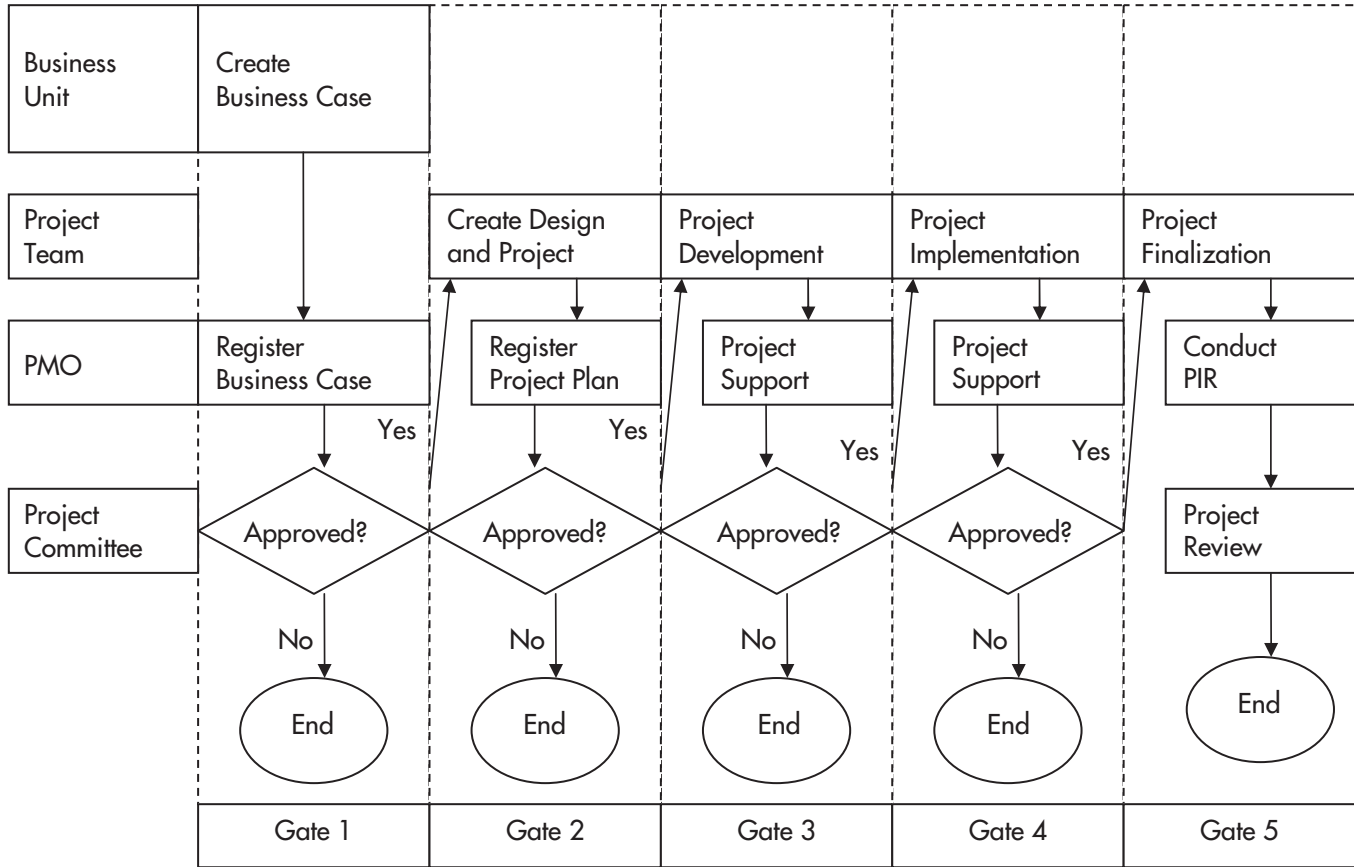 Business
Unit
Create
Business Case
Project
Team
Create Design
and Project
Project
Development
Project
Implementation
Project
Finalization
PMO
Register
Business Case
Register
Project Plan
Project
Support
Project
Support
Conduct
PIR
Yes
Yes
Yes
Yes
Project
Committee
Approved?
Approved?
Approved?
Approved?
Project
Review
No
No
No
No
End
End
End
End
End
Gate 1
Gate 2
Gate 3
Gate 4
Gate 5